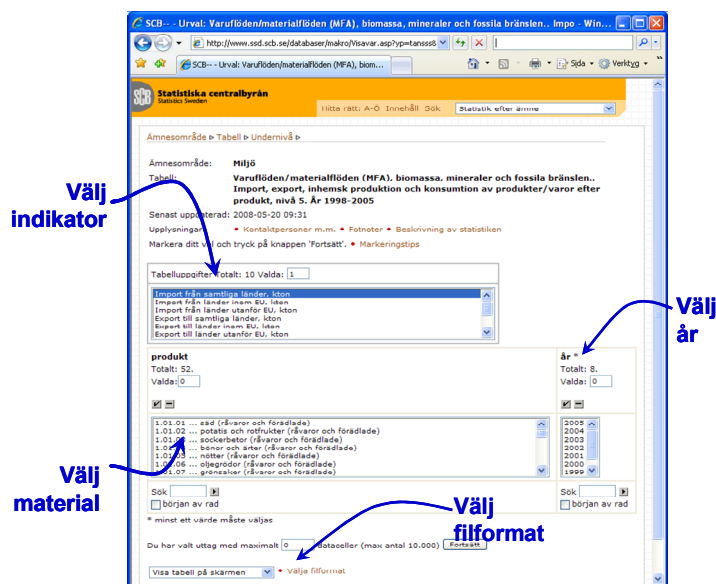 SCB-- - Urval: Varuflöden/materialflöden (MFA), biomassa, mineraler och fossila bränslen.. Impo - Win...
http://www.ssd.scb.se/databaser/makro/Visavar.asp?yp=tansss&
SCB-- - Urval: Varuflöden/materialflöden (MFA), biom...
Sida
Verktyg
SCB
Statistiska centralbyrån
Statistics Sweden
Hitta rätt: A-Ö Innehåll Sök
Statistik efter ämne
Ämnesområde Tabell Undernivå
Ämnesområde: Miljö
Tabell: Varuflöden/materialflöden (MFA). biomassa, mineraler och fossila
bränslen..
Import, export, inhemsk produktion och konsumtion av produkter/varor efter
produkt, nivå 5. År 1998-2005
Senast uppdaterad: 2008-05-20 09:31
Upplysningar • Kontaktpersoner m.m. • Fotnoter • Beskrivning av statistiken
Markera ditt val och tryck på knappen 'Fortsätt'. • Markeringstips
Välj
indikator
Tabelluppgifter Totalt: 10 Valda: 1
Import från samtliga länder, kton
Import från länder inom EU, kton
Import från länder utanför EU, kton
Export till samtliga länder, kton
Export till länder inom EU, kton
Export till länder utanför EU, kton
Välj
år
produkt
Totalt: 52.
Valda: 0
år *
Totalt: 8.
Valda: 0
1.01.01 ... säd (råvaror och förädlade)
1.01.02 ... potatis och rotfrukter (råvaror och förädlade)
1.01.03 ... sockerbetor (råvaror och förädlade)
1.01.04 ... bönor och ärter (råvaror och förädlade)
1.01.05 ... nötter (råvaror och förädlade)
1.01.06 ... oljegrödor (råvaror och förädlade)
1.01.07 ... grönsaker (råvaror och förädlade)
2005
2004
2003
2002
2001
2000
1999
Välj
material
Sök
början av rad
Sök
början av rad
* minst ett värde måste väljas
Välj
filformat
Du har valt uttag med maximalt 0 dataceller (max antal 10.000) Fortsätt
Visa tabell på skärmen • Välja filformat